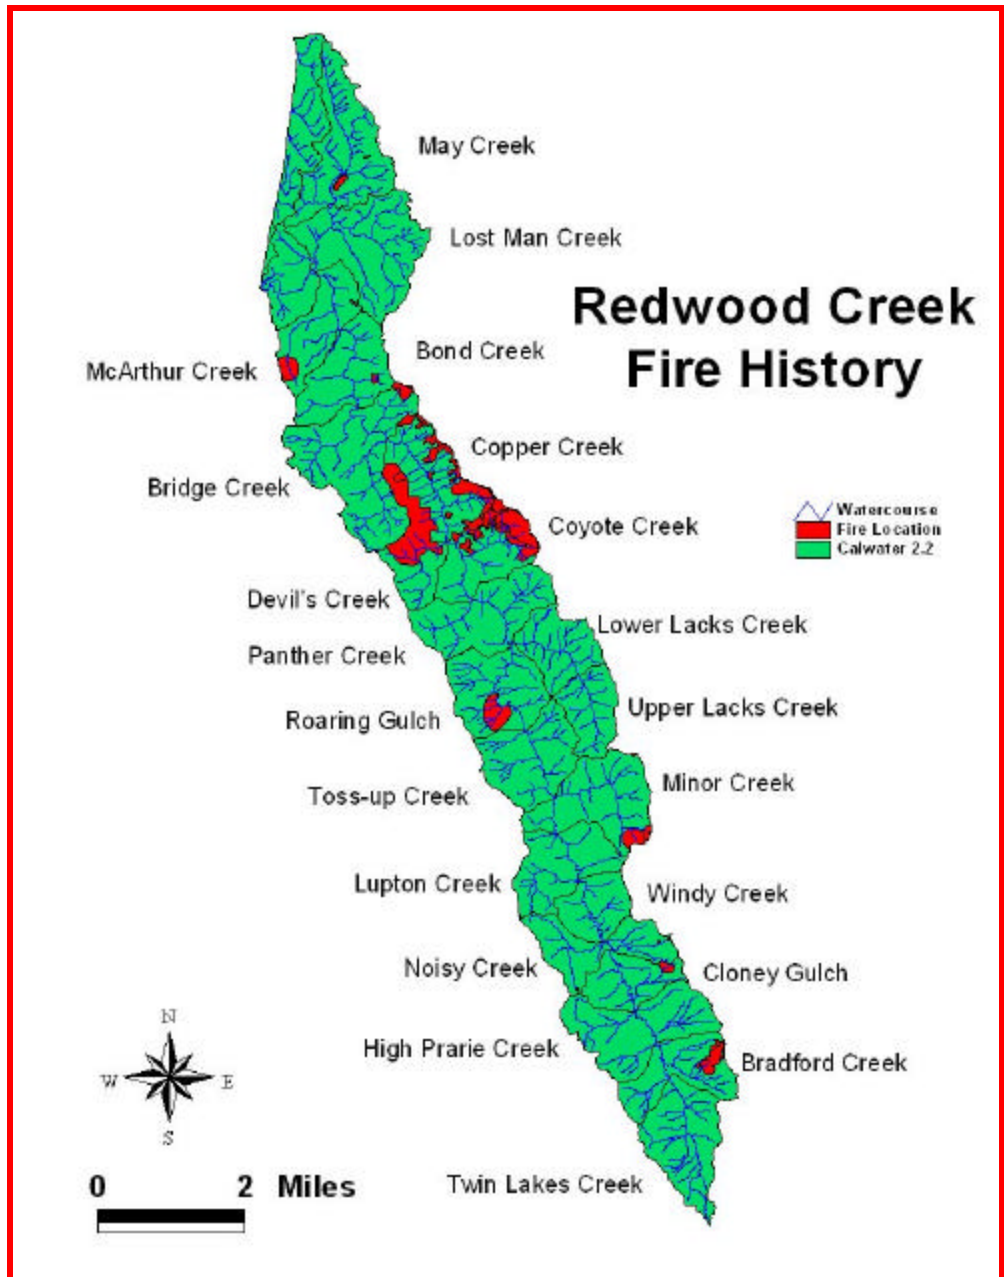 May Creek
Lost Man Creek
Redwood Creek
Fire History
Bond Creek
McArthur Creek
Copper Creek
Bridge Creek
Coyote Creek
Watercourse
Fire Location
Calwater 2.2
Devil's Creek
Lower Lacks Creek
Panther Creek
Roaring Gulch
Upper Lacks Creek
Minor Creek
Toss-up Creek
Lupton Creek
Windy Creek
Noisy Creek
Cloney Gulch
High Prarie Creek
Bradford Creek
N
W E
S
Twin Lakes Creek
0 2 Miles